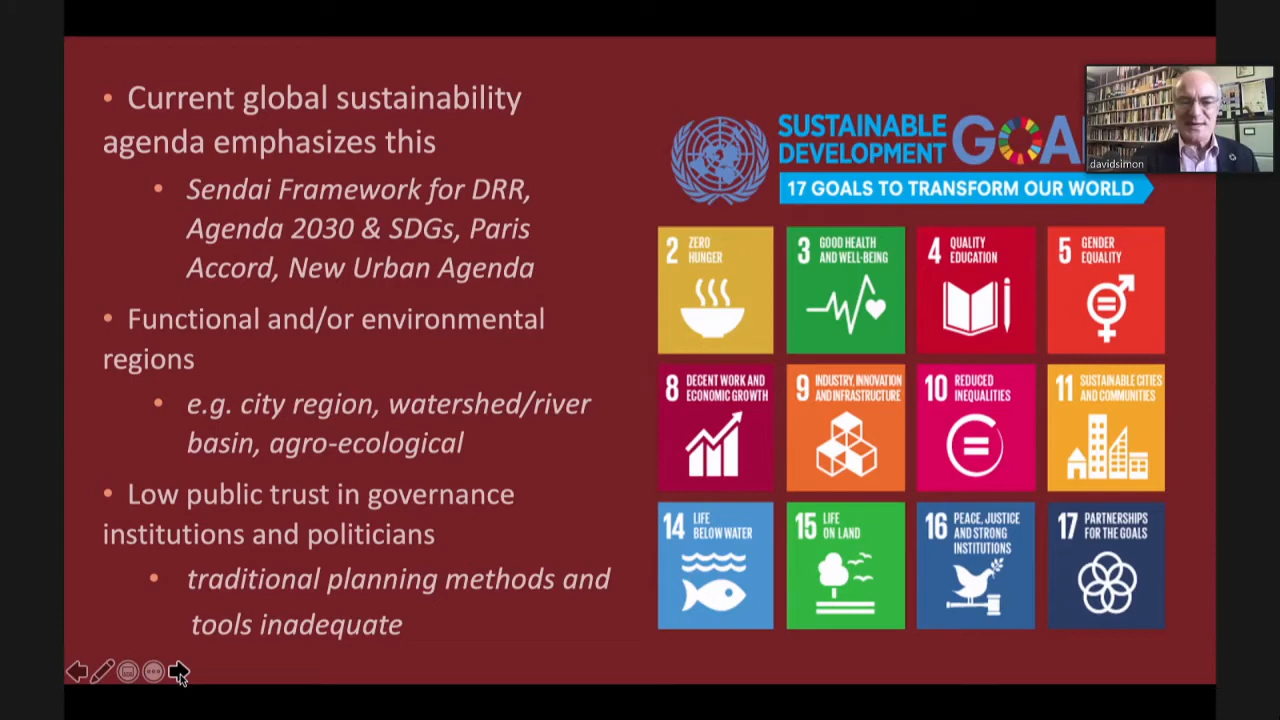 • Current global sustainability
agenda emphasizes this
• Sendai Framework for DRR,
Agenda 2030 & SDGs, Paris
Accord, New Urban Agenda
• Functional and/or environmental
regions
• e.g. city region, watershed/river
basin, agro-ecological
• Low public trust in governance
institutions and politicians
• traditional planning methods and
tools inadequate
SUSTAINABLE
DEVELOPMENT GOA
17 GOALS TO TRANSFORM OUR WORLD
davidsimon
2 ZERO
HUNGER
3 GOOD HEALTH
AND WELL-BEING
4 QUALITY
EDUCATION
5 GENDER
EQUALITY
8 DECENT WORK AND
ECONOMIC GROWTH
9 INDUSTRY, INNOVATION
AND INFRASTRUCTURE
10 REDUCED
INEQUALITIES
11 SUSTAINABLE CITIES
AND COMMUNITIES
14 LIFE
BELOW WATER
15 LIFE
ON LAND
16 PEACE, JUSTICE
AND STRONG
INSTITUTIONS
17 PARTNERSHIPS
FOR THE GOALS